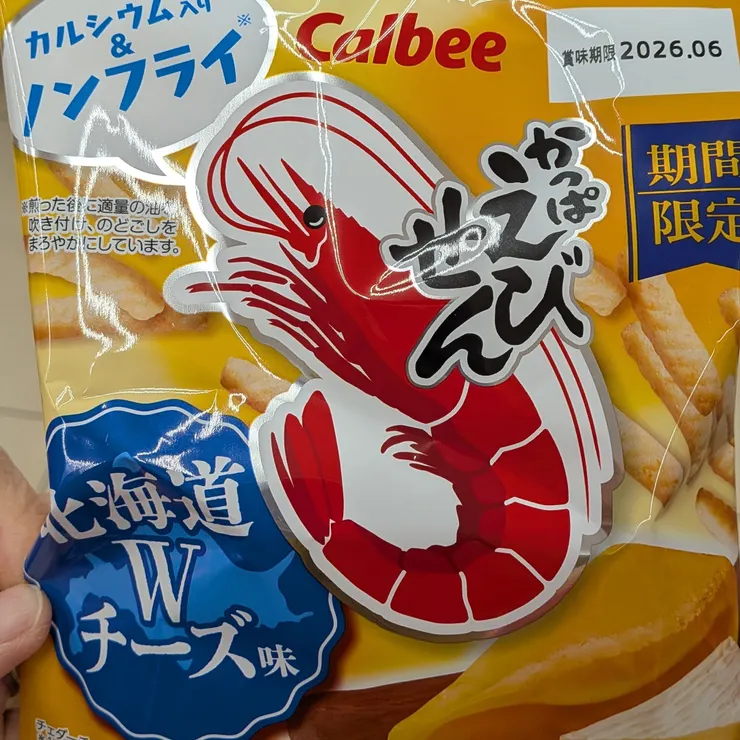 カルシウム入り
&
ノンフライ※
Calbee
賞味期限 2026.06
かっぱ
えび
せん
期間
限定
※煎った後に適量の油を
吹き付け、のどごしを
まろやかにしています。
北海道
W
チーズ味